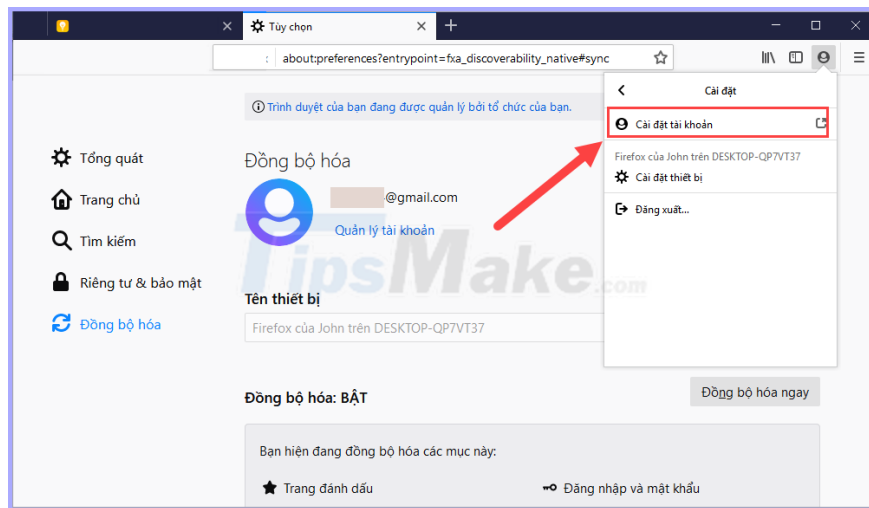 Tùy chọn
about:preferences?entrypoint=fxa_discoverability_native#sync
Cài đặt
Trình duyệt của bạn đang được quản lý bởi tổ chức của bạn.
Cài đặt tài khoản
Firefox của John trên DESKTOP-QP7VT37
Cài đặt thiết bị
Đăng xuất...
Tổng quát
Trang chủ
Tìm kiếm
Riêng tư & bảo mật
Đồng bộ hóa
Đồng bộ hóa
@gmail.com
Quản lý tài khoản
TipsMake.com
Tên thiết bị
Firefox của John trên DESKTOP-QP7VT37
Đồng bộ hóa: BẬT
Đồng bộ hóa ngay
Bạn hiện đang đồng bộ hóa các mục này:
Trang đánh dấu
Đăng nhập và mật khẩu